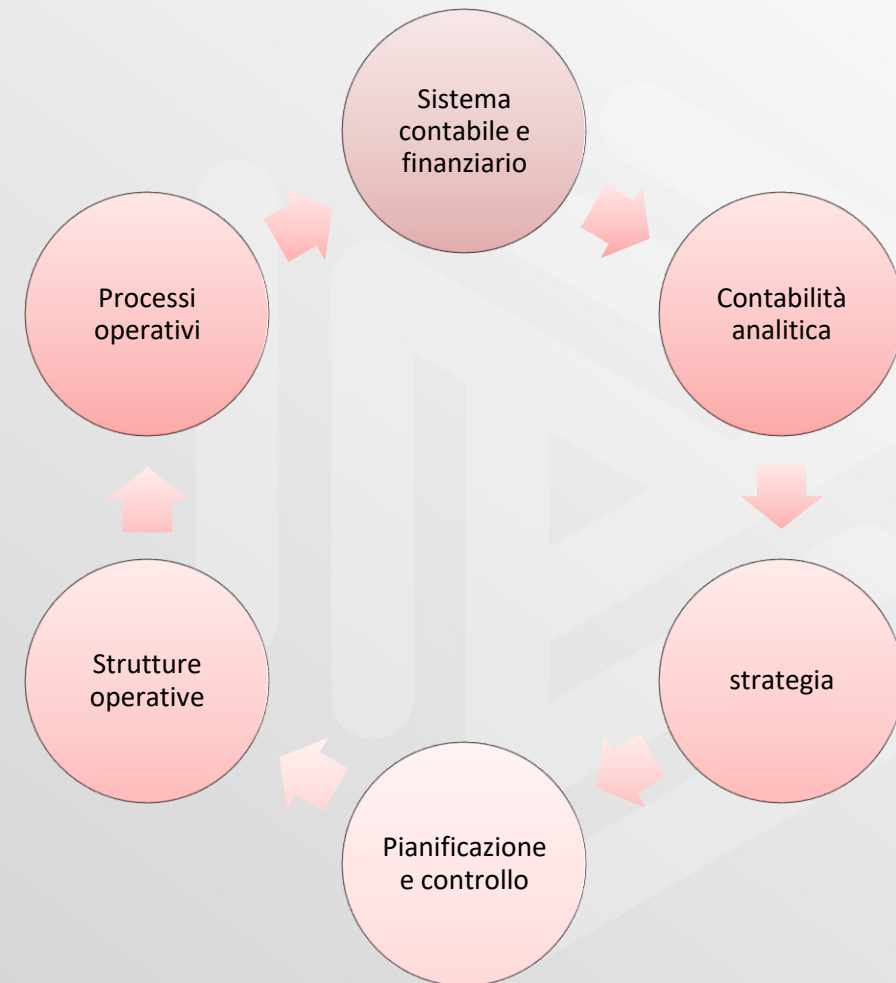 Sistema
contabile e
finanziario
Contabilità
analitica
strategia
Pianificazione
e controllo
Strutture
operative
Processi
operativi